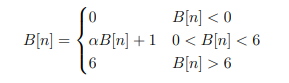 0 B[n] < 0
B[n] = { αB[n] + 1 0 < B[n] < 6
6 B[n] > 6